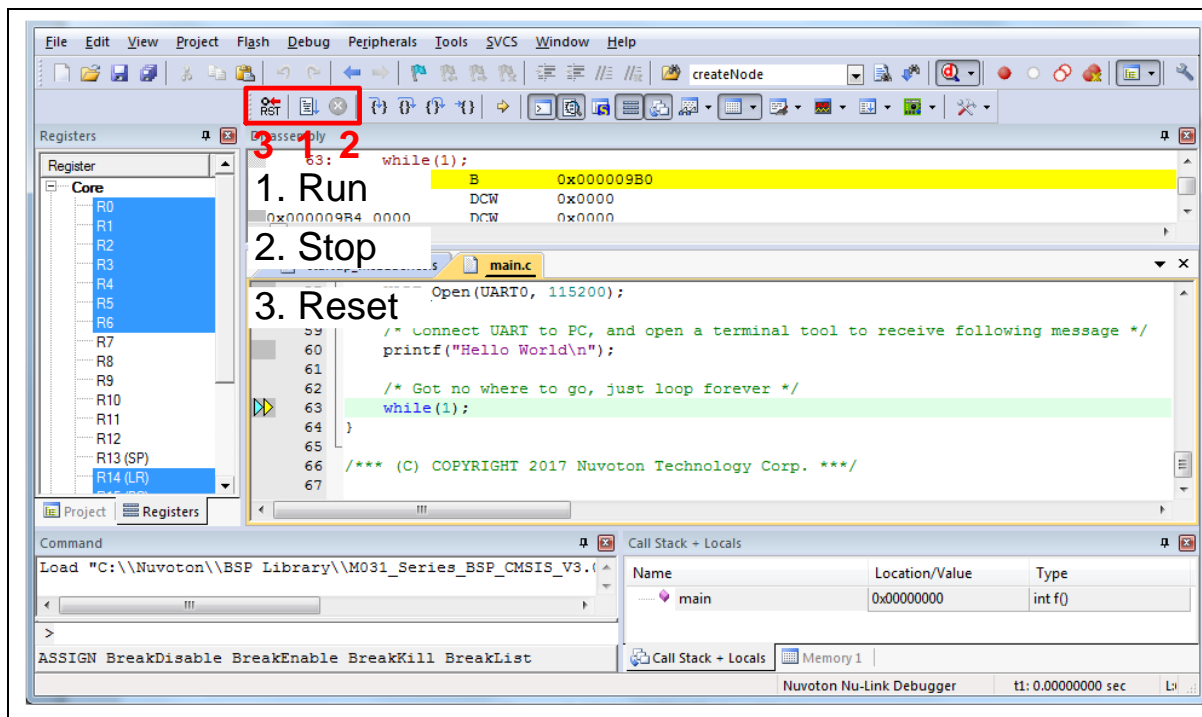 File Edit View Project Flash Debug Peripherals Tools SVCS Window Help
createNode
RST
3 1 2
Registers
Disassembly
Register
Core
R0
R1
R2
R3
R4
R5
R6
R7
R8
R9
R10
R11
R12
R13 (SP)
R14 (LR)
Project Registers
63: while(1);
B 0x000009B0
DCW 0x0000
0x000009B4 0000 DCW 0x0000
1. Run
2. Stop
3. Reset
main.c
Open(UART0, 115200);
59 /* Connect UART to PC, and open a terminal tool to receive following message */
60 printf("Hello World\n");
61
62 /* Got no where to go, just loop forever */
63 while(1);
64 }
65
66 /*** (C) COPYRIGHT 2017 Nuvoton Technology Corp. ***/
67
Command
Load "C:\\Nuvoton\\BSP Library\\M031_Series_BSP_CMSIS_V3.(
>
ASSIGN BreakDisable BreakEnable BreakKill BreakList
Call Stack + Locals
Name Location/Value Type
main 0x00000000 int f()
Call Stack + Locals Memory 1
Nuvoton Nu-Link Debugger t1: 0.00000000 sec